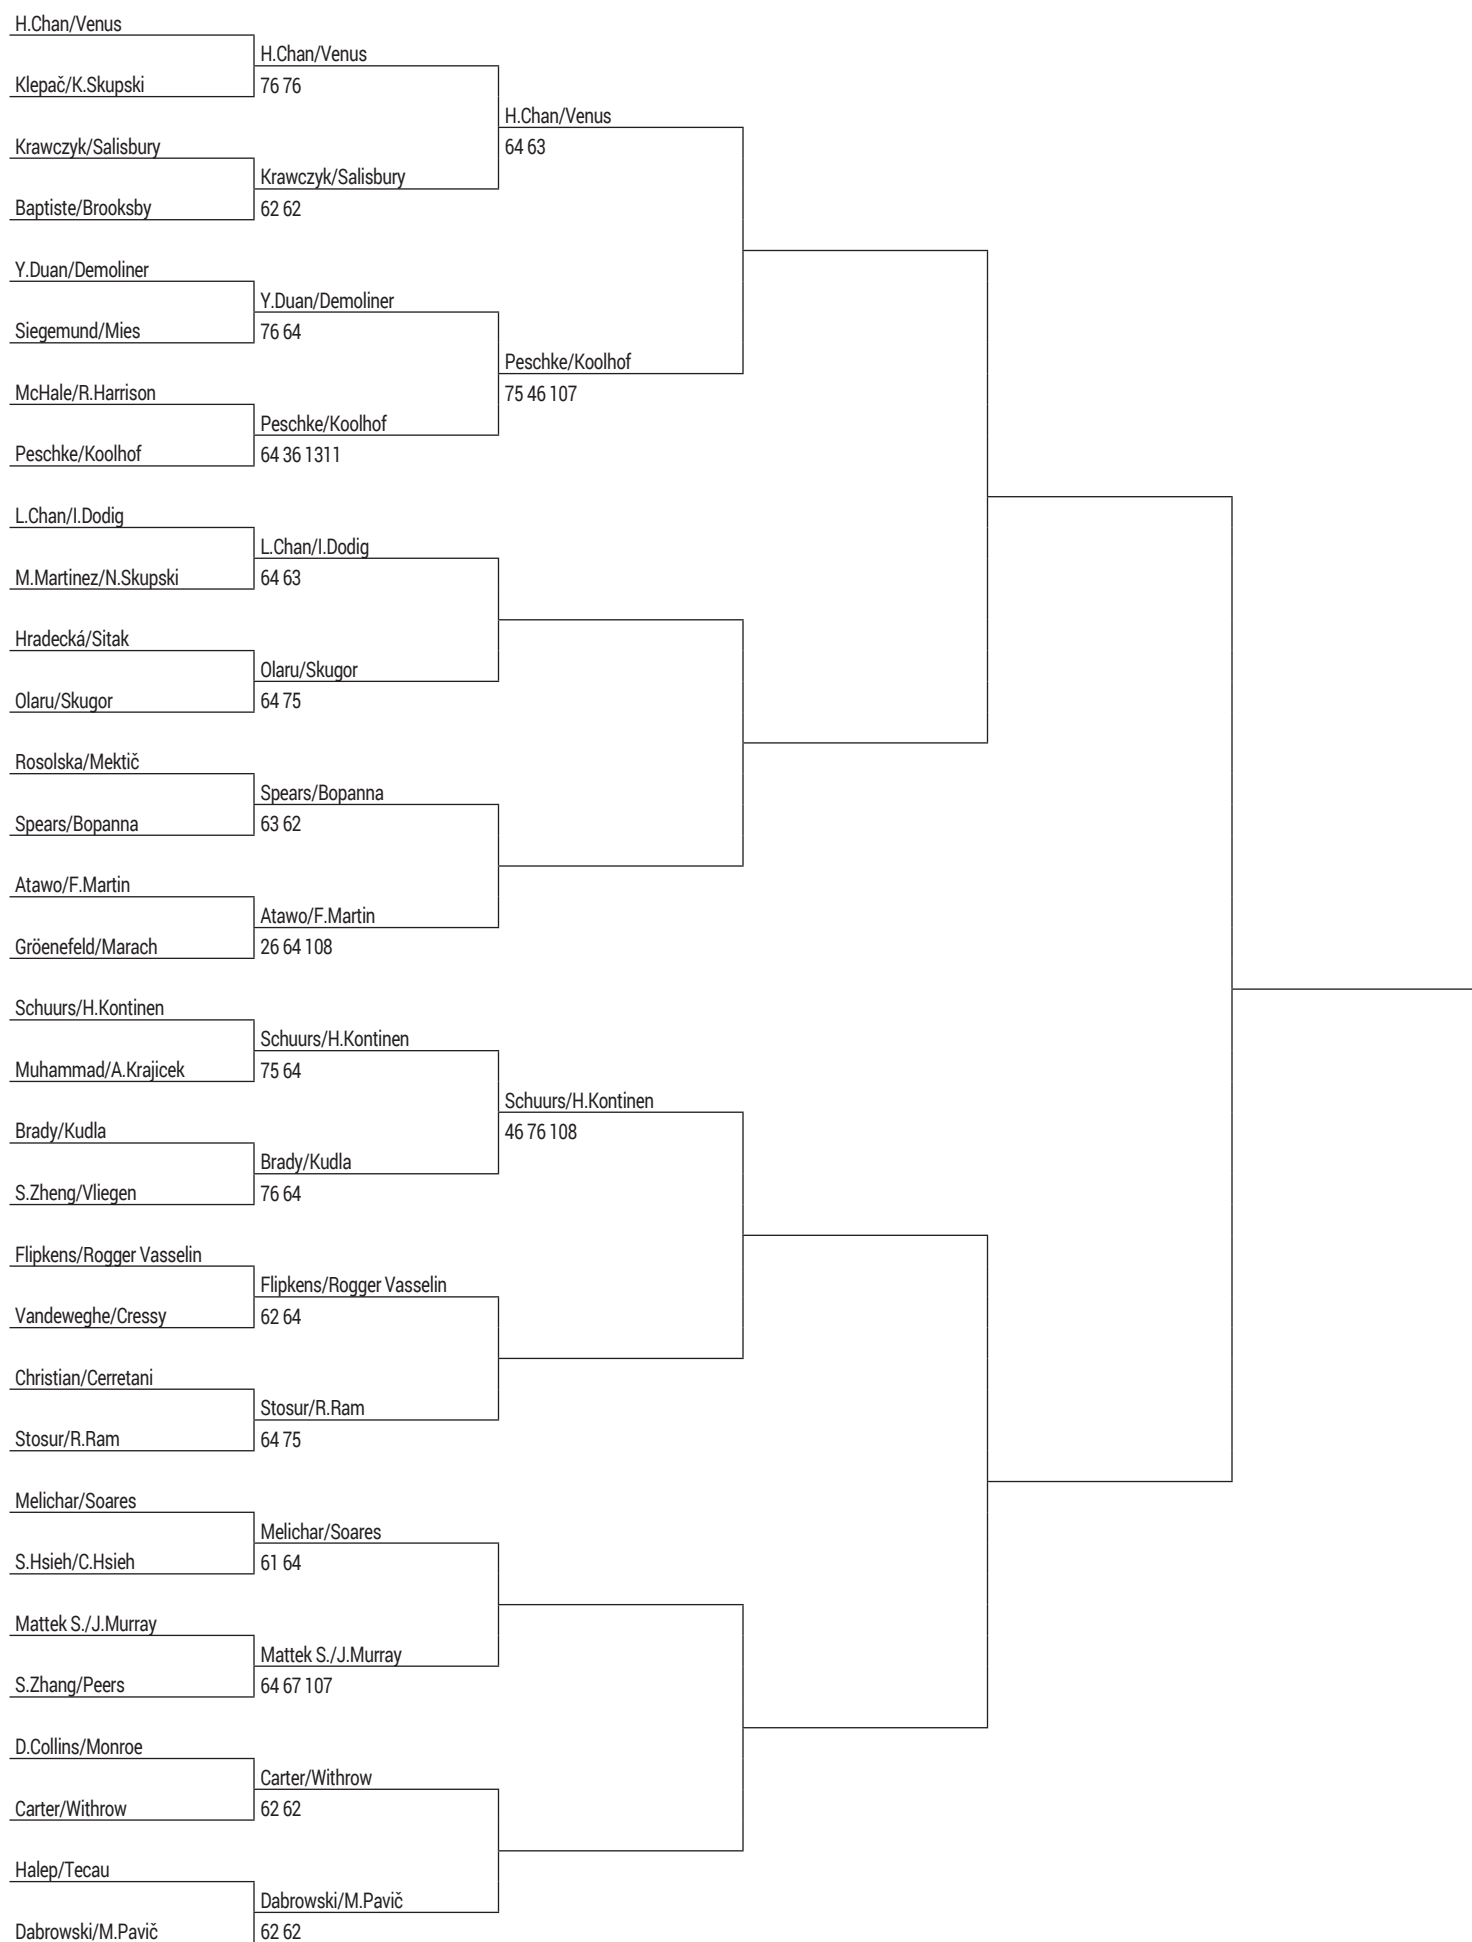 H.Chan/Venus
H.Chan/Venus
Klepač/K.Skupski
76 76
H.Chan/Venus
Krawczyk/Salisbury
64 63
Krawczyk/Salisbury
Baptiste/Brooksby
62 62
Y.Duan/Demoliner
Y.Duan/Demoliner
Siegemund/Mies
76 64
Peschke/Koolhof
McHale/R.Harrison
75 46 107
Peschke/Koolhof
Peschke/Koolhof
64 36 1311
L.Chan/I.Dodig
L.Chan/I.Dodig
M.Martinez/N.Skupski
64 63
Hradecká/Sitak
Olaru/Skugor
Olaru/Skugor
64 75
Rosolska/Mektič
Spears/Bopanna
Spears/Bopanna
63 62
Atawo/F.Martin
Atawo/F.Martin
Gröenefeld/Marach
26 64 108
Schuurs/H.Kontinen
Schuurs/H.Kontinen
Muhammad/A.Krajicek
75 64
Schuurs/H.Kontinen
Brady/Kudla
46 76 108
Brady/Kudla
S.Zheng/Vliegen
76 64
Flipkens/Rogger Vasselin
Flipkens/Rogger Vasselin
Vandeweghe/Cressy
62 64
Christian/Cerretani
Stosur/R.Ram
Stosur/R.Ram
64 75
Melichar/Soares
Melichar/Soares
S.Hsieh/C.Hsieh
61 64
Mattek S./J.Murray
Mattek S./J.Murray
S.Zhang/Peers
64 67 107
D.Collins/Monroe
Carter/Withrow
Carter/Withrow
62 62
Halep/Tecau
Dabrowski/M.Pavič
Dabrowski/M.Pavič
62 62